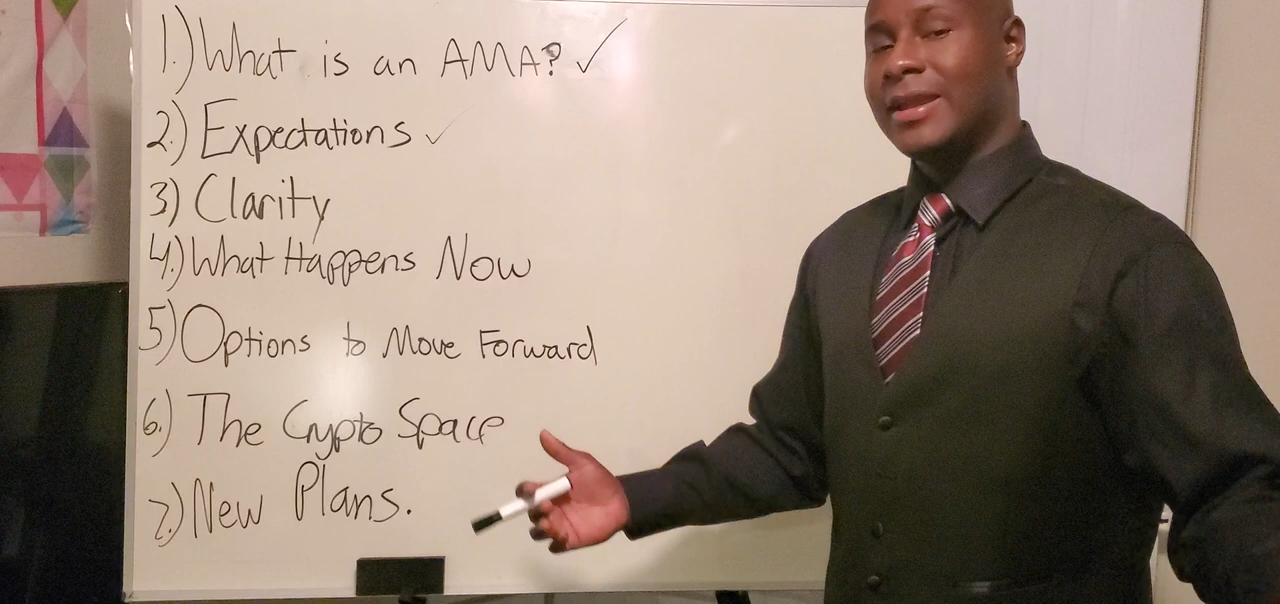 1.) What is an AMA? ✓
2.) Expectations ✓
3) Clarity
4.) What Happens Now
5) Options to Move Forward
6.) The Crypto Space
7.) New Plans.